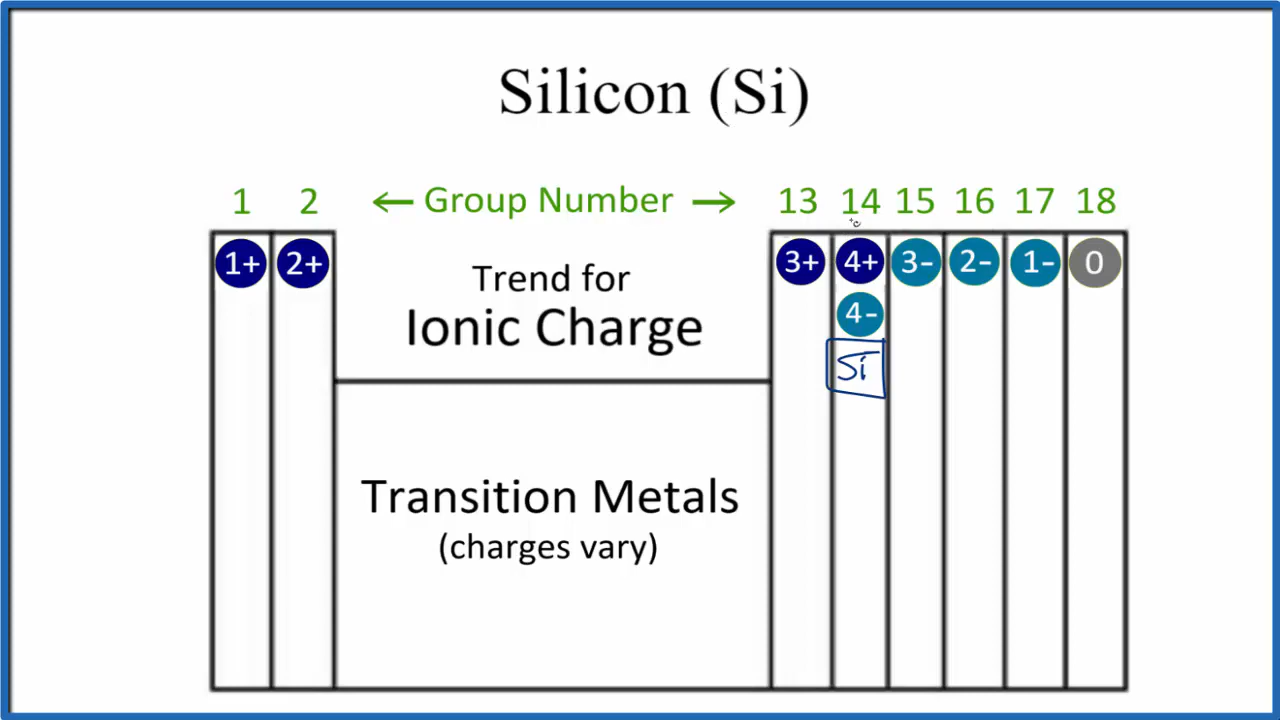 Silicon (Si)
1 2 ← Group Number → 13 14 15 16 17 18
1+ 2+ 3+ 4+ 3- 2- 1- 0
Trend for
4-
Ionic Charge
Si
Transition Metals
(charges vary)